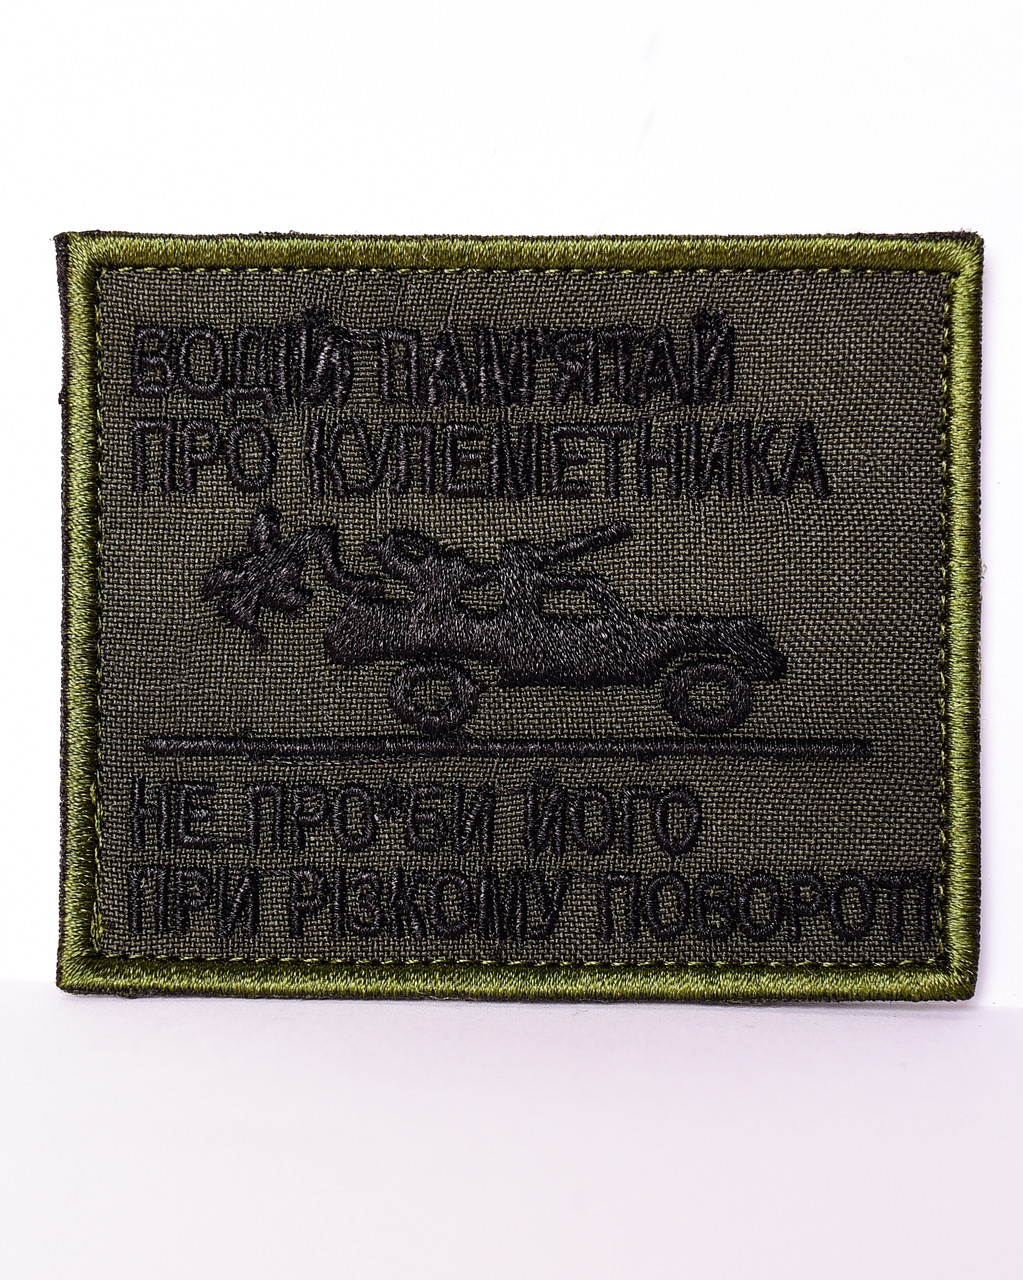 ВОДІЙ ПАМ'ЯТАЙ
ПРО КУЛЕМЕТНИКА
НЕ ПРО*БИ ЙОГО
ПРИ РІЗКОМУ ПОВОРОТІ